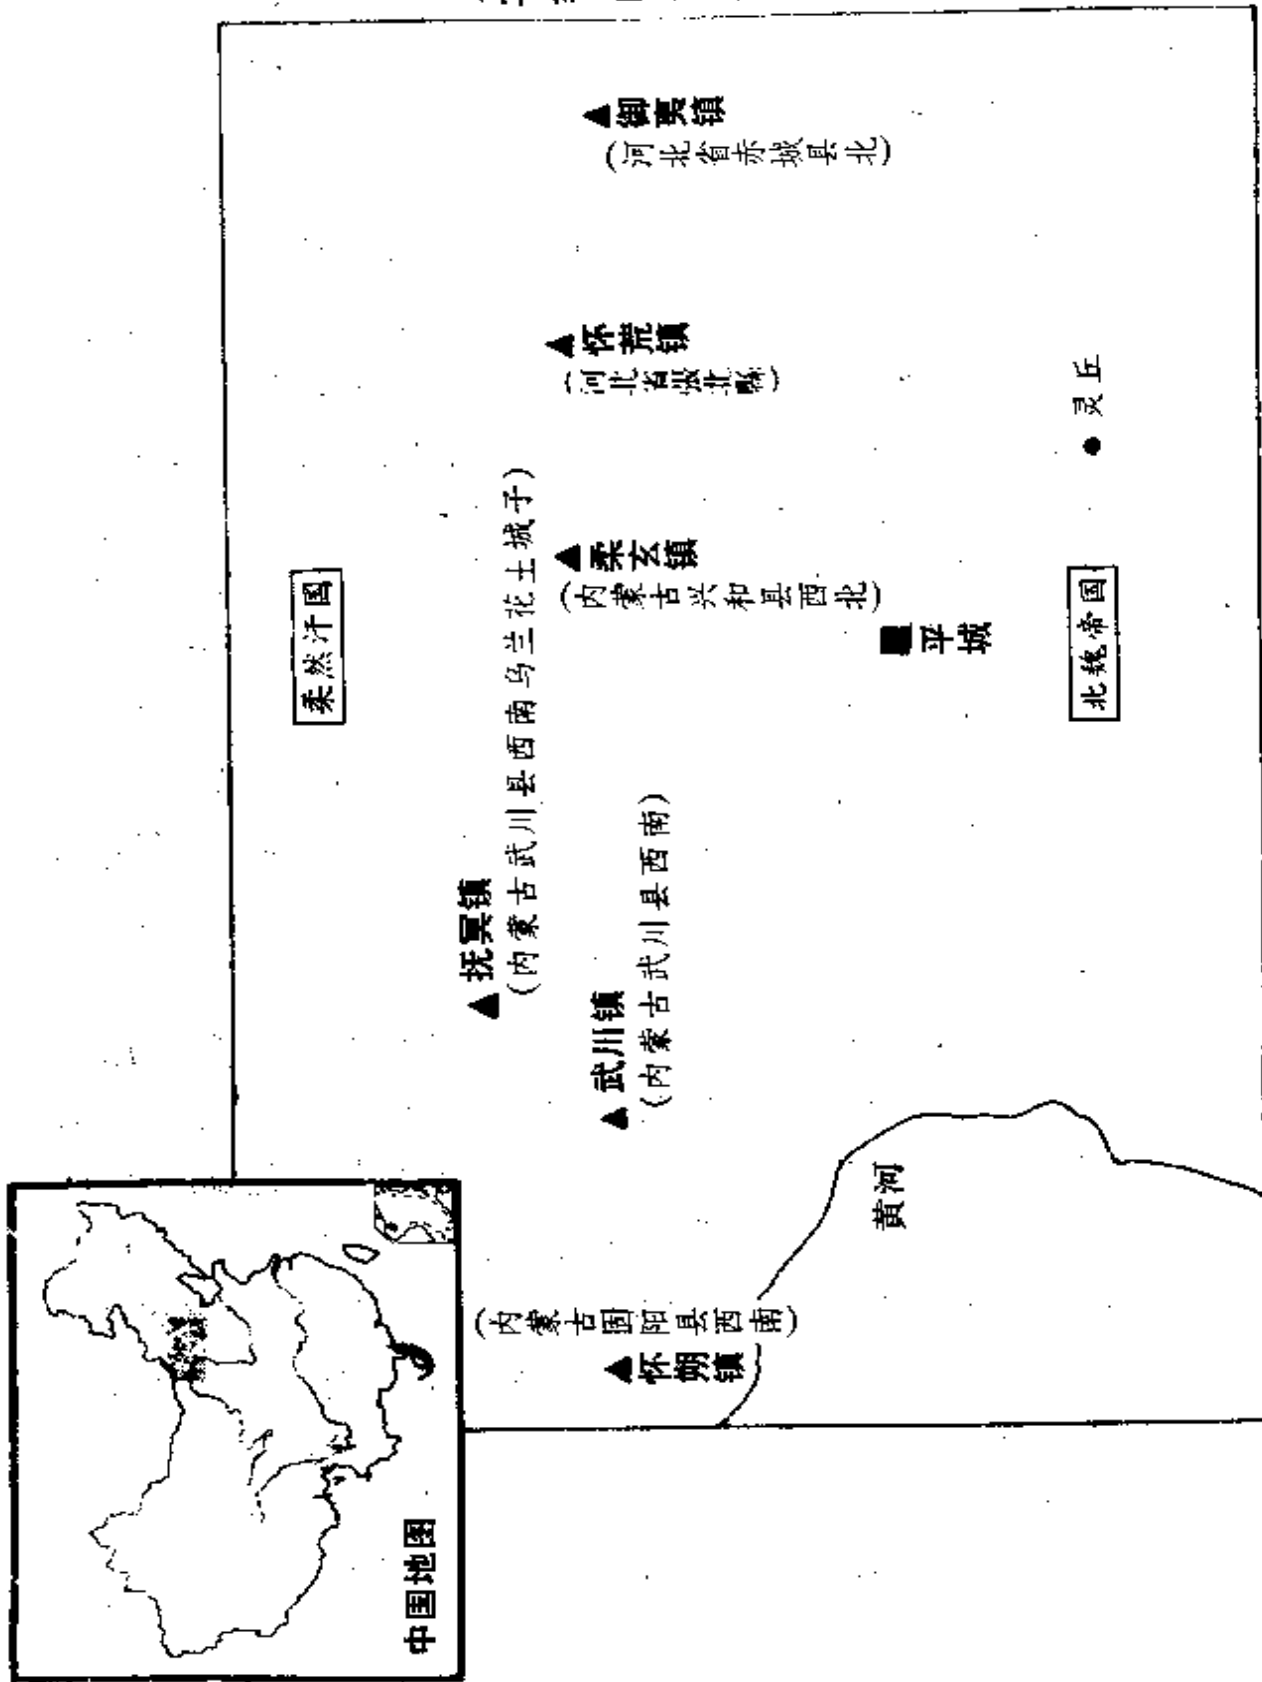 柔然汗国
▲御夷镇
(河北省赤城县北)
▲怀荒镇
(河北省张北縣)
▲柔玄镇
(内蒙古兴和县西北)
▲抚冥镇
(内蒙古武川县西南乌兰花土城子)
▲武川镇
(内蒙古武川县西南)
(内蒙古固阳县西南)
▲怀朔镇
■平城
●灵丘
北魏帝国
黄河
中国地图